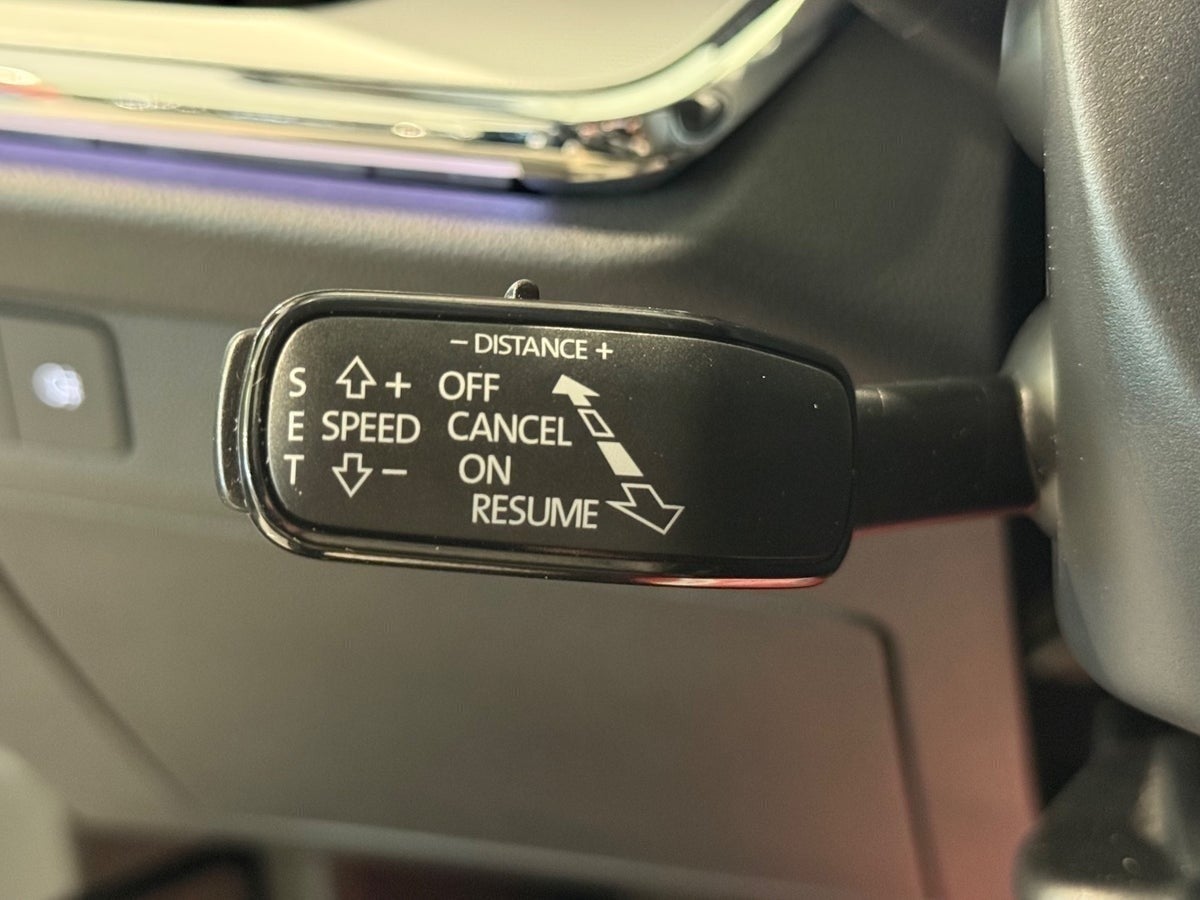 − DISTANCE +
S + OFF
E SPEED CANCEL
T − ON
RESUME